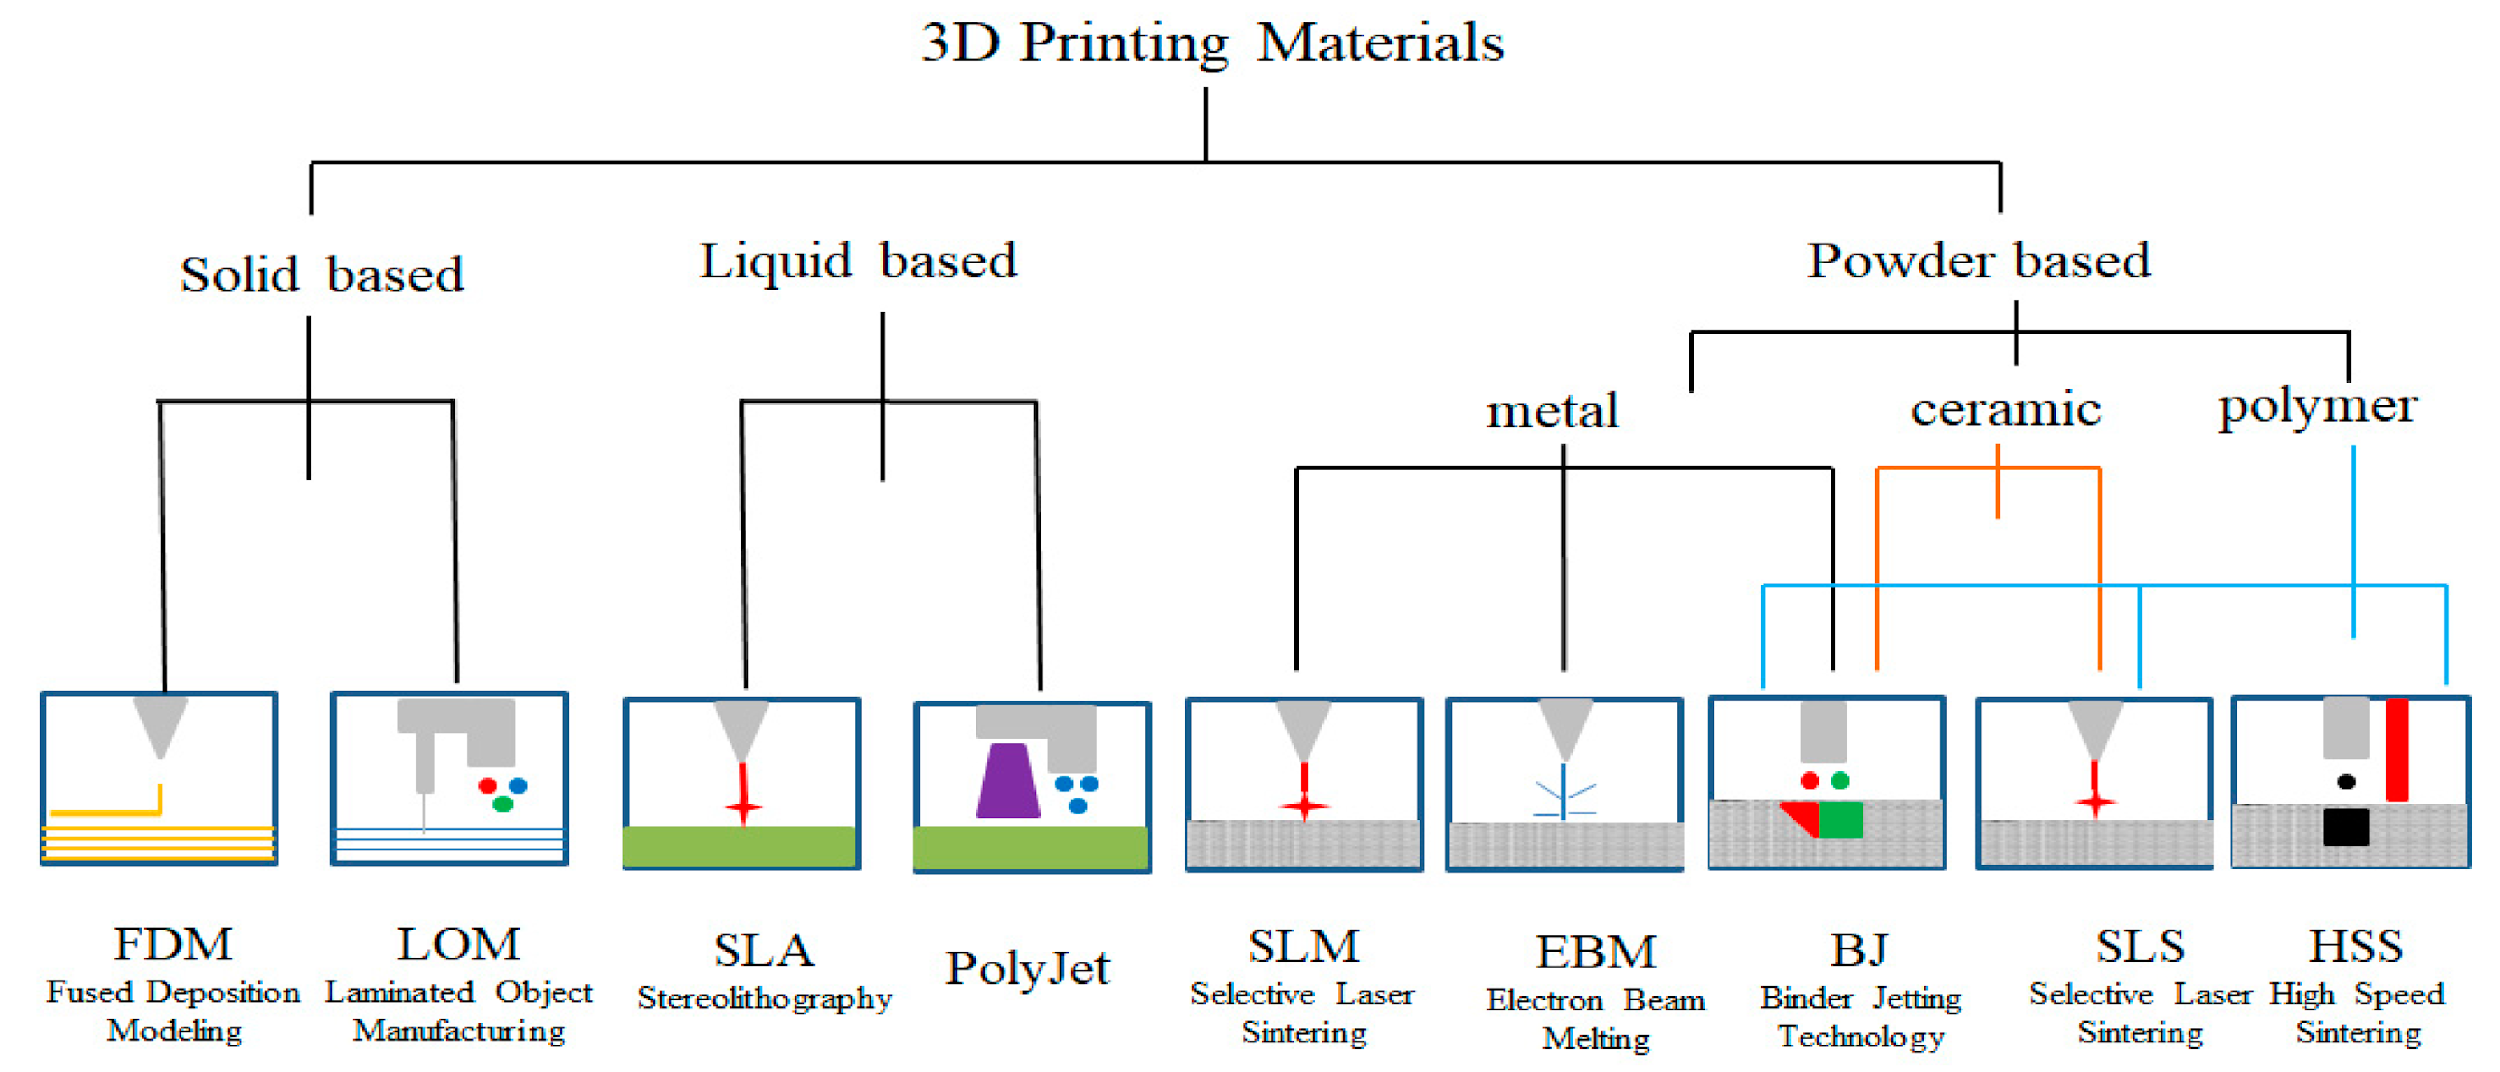 3D Printing Materials
Solid based
Liquid based
Powder based
metal
ceramic
polymer
FDM
Fused Deposition
Modeling
LOM
Laminated Object
Manufacturing
SLA
Stereolithography
PolyJet
SLM
Selective Laser
Sintering
EBM
Electron Beam
Melting
BJ
Binder Jetting
Technology
SLS
Selective Laser
Sintering
HSS
High Speed
Sintering